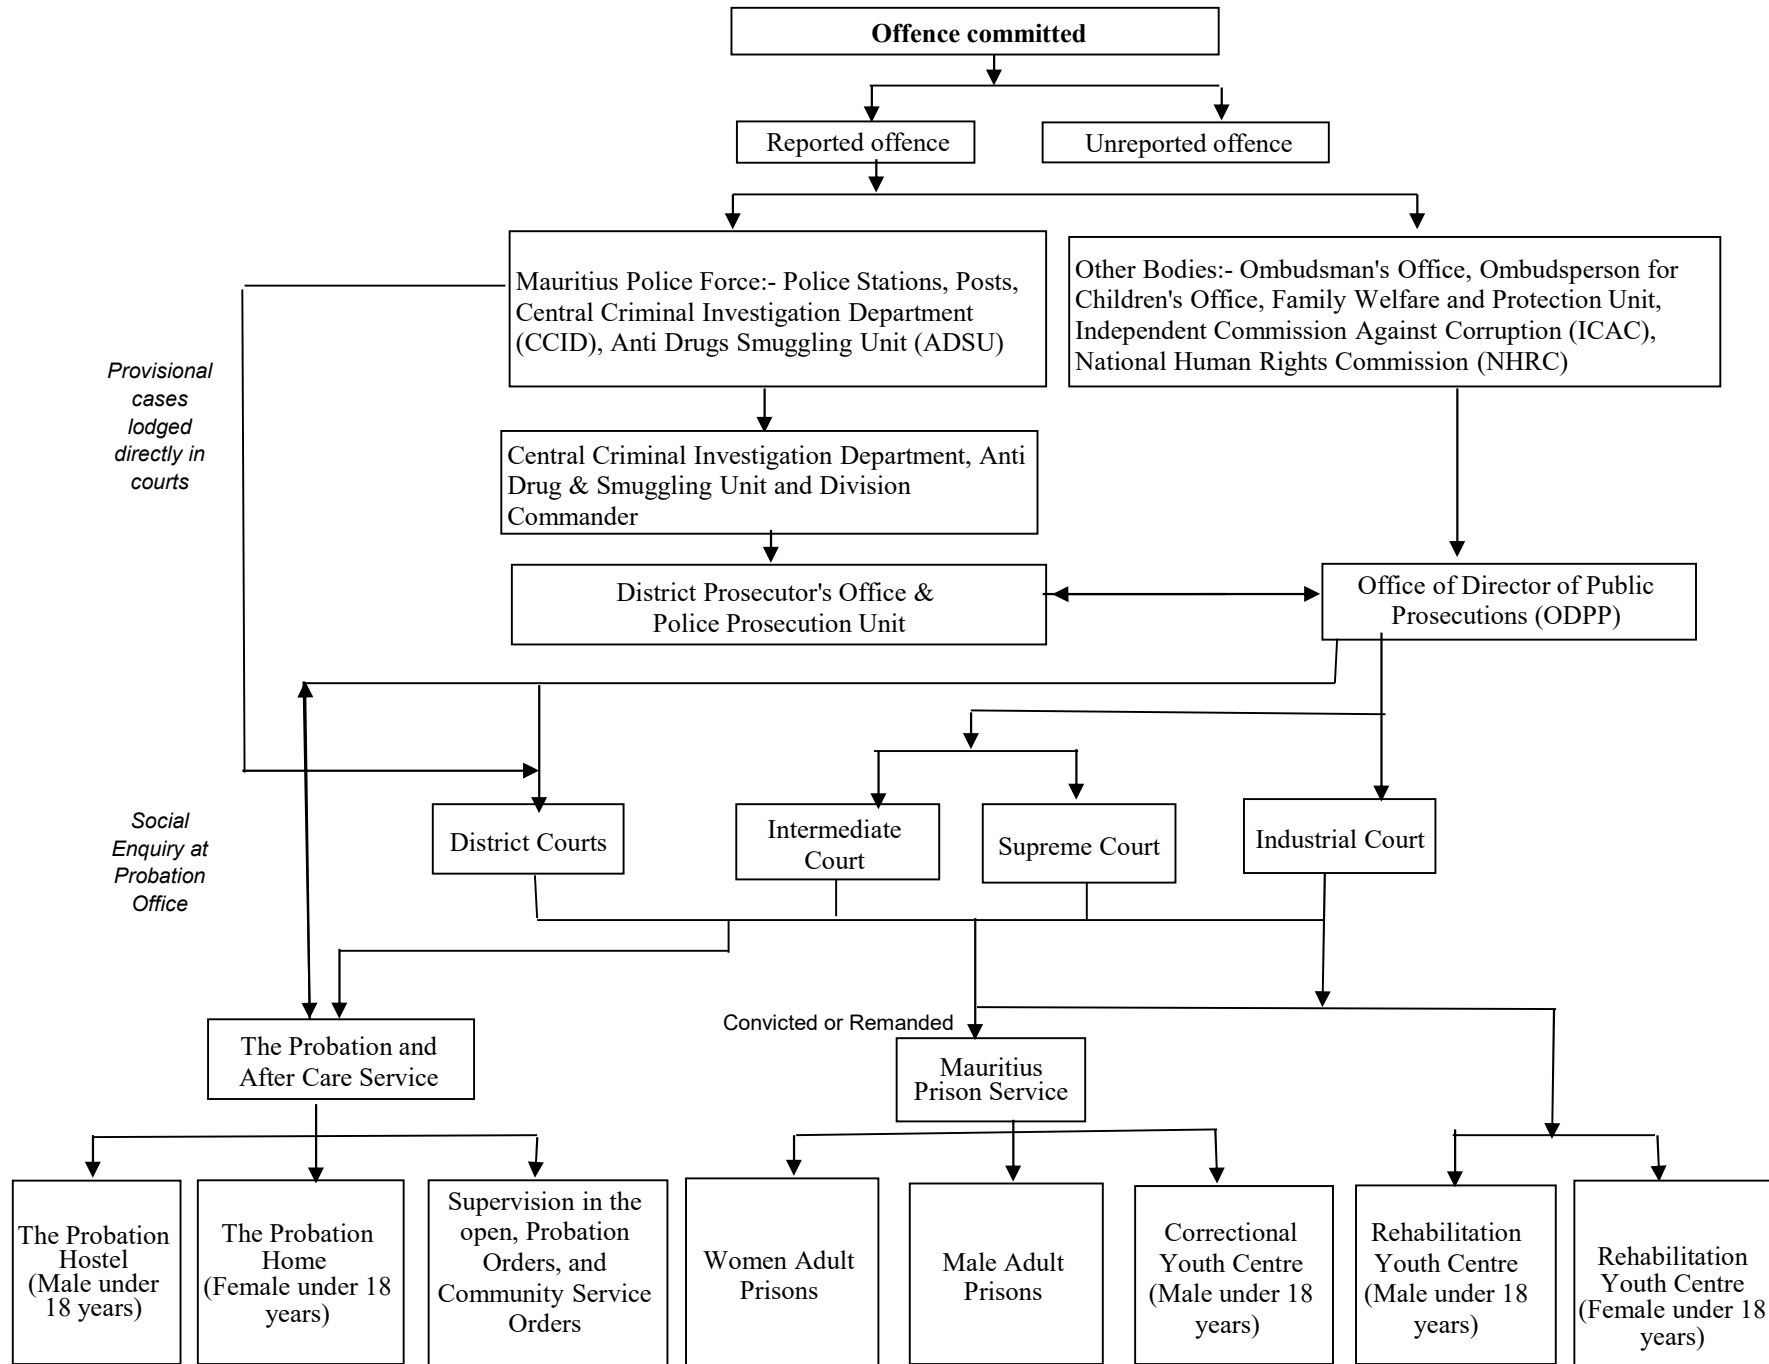 Offence committed
Reported offence
Unreported offence
Mauritius Police Force:- Police Stations, Posts,
Central Criminal Investigation Department
(CCID), Anti Drugs Smuggling Unit (ADSU)
Other Bodies:- Ombudsman's Office, Ombudsperson for
Children's Office, Family Welfare and Protection Unit,
Independent Commission Against Corruption (ICAC),
National Human Rights Commission (NHRC)
Provisional
cases
lodged
directly in
courts
Central Criminal Investigation Department, Anti
Drug & Smuggling Unit and Division
Commander
District Prosecutor's Office &
Police Prosecution Unit
Office of Director of Public
Prosecutions (ODPP)
Social
Enquiry at
Probation
Office
District Courts
Intermediate
Court
Supreme Court
Industrial Court
The Probation and
After Care Service
Convicted or Remanded
Mauritius
Prison Service
The Probation
Hostel
(Male under
18 years)
The Probation
Home
(Female under 18
years)
Supervision in the
open, Probation
Orders, and
Community Service
Orders
Women Adult
Prisons
Male Adult
Prisons
Correctional
Youth Centre
(Male under 18
years)
Rehabilitation
Youth Centre
(Male under 18
years)
Rehabilitation
Youth Centre
(Female under 18
years)